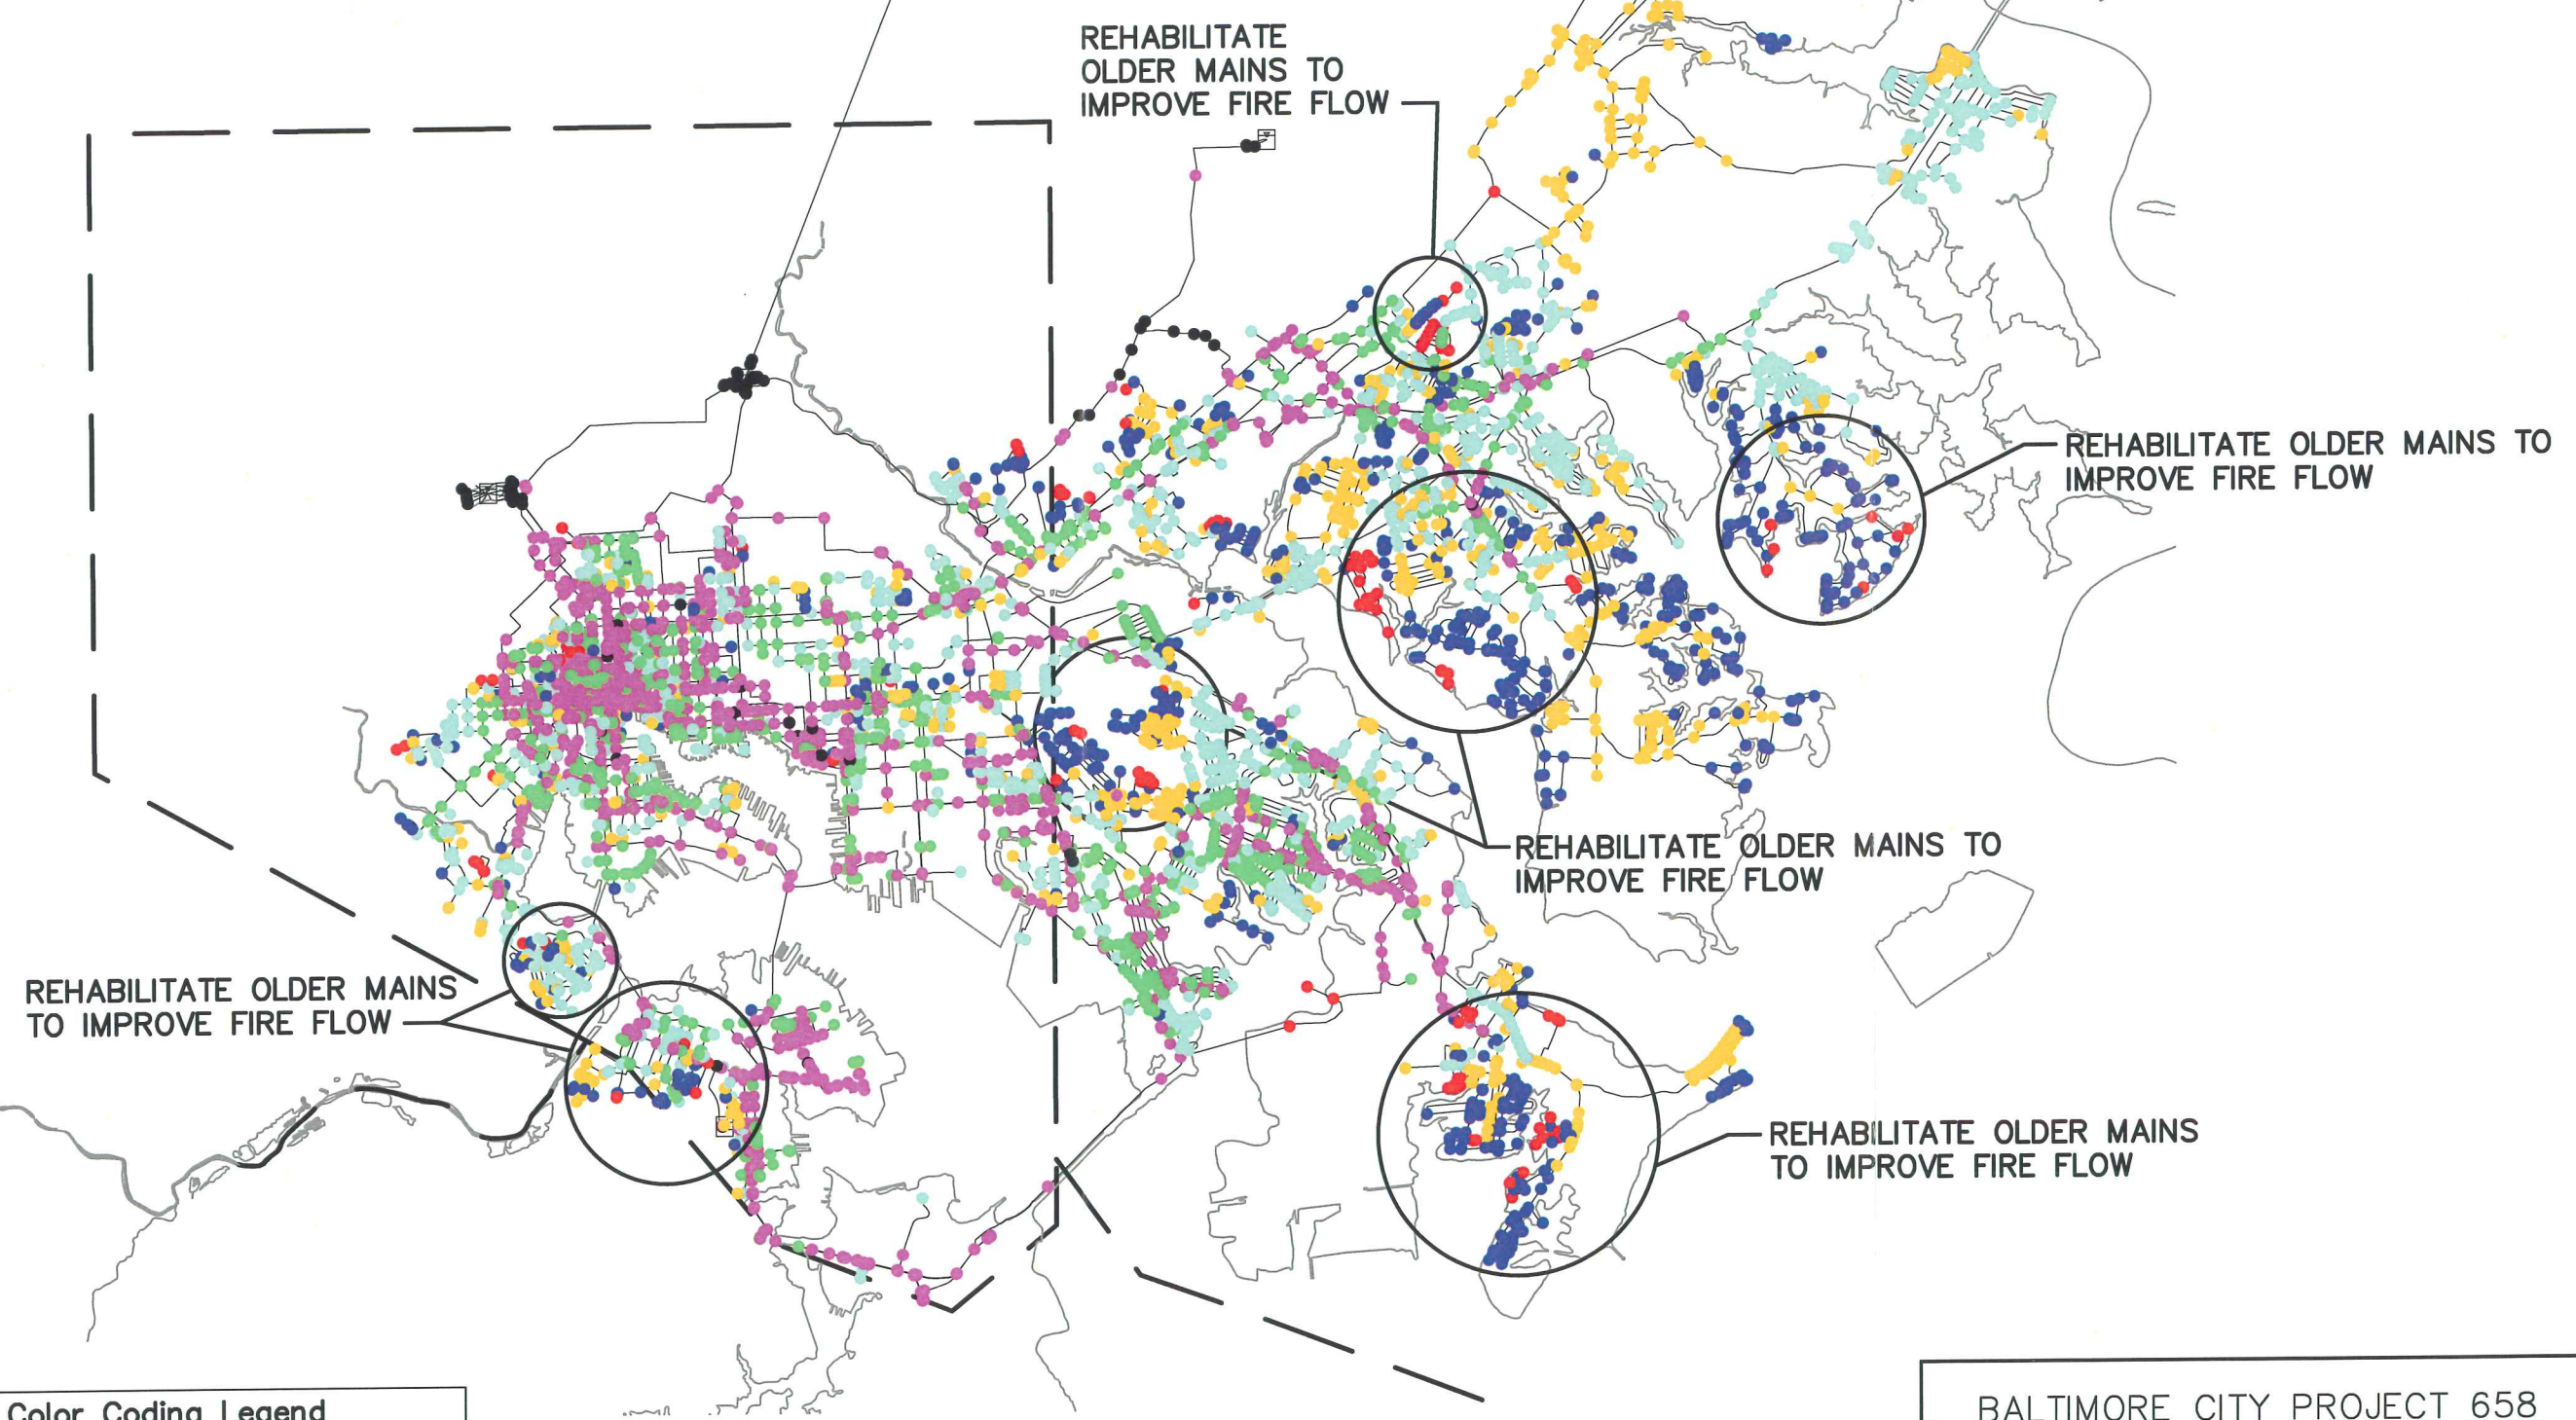 REHABILITATE
OLDER MAINS TO
IMPROVE FIRE FLOW
REHABILITATE OLDER MAINS TO
IMPROVE FIRE FLOW
REHABILITATE OLDER MAINS TO
IMPROVE FIRE FLOW
REHABILITATE OLDER MAINS
TO IMPROVE FIRE FLOW
REHABILITATE OLDER MAINS
TO IMPROVE FIRE FLOW
Color Coding Legend
BALTIMORE CITY PROJECT 658